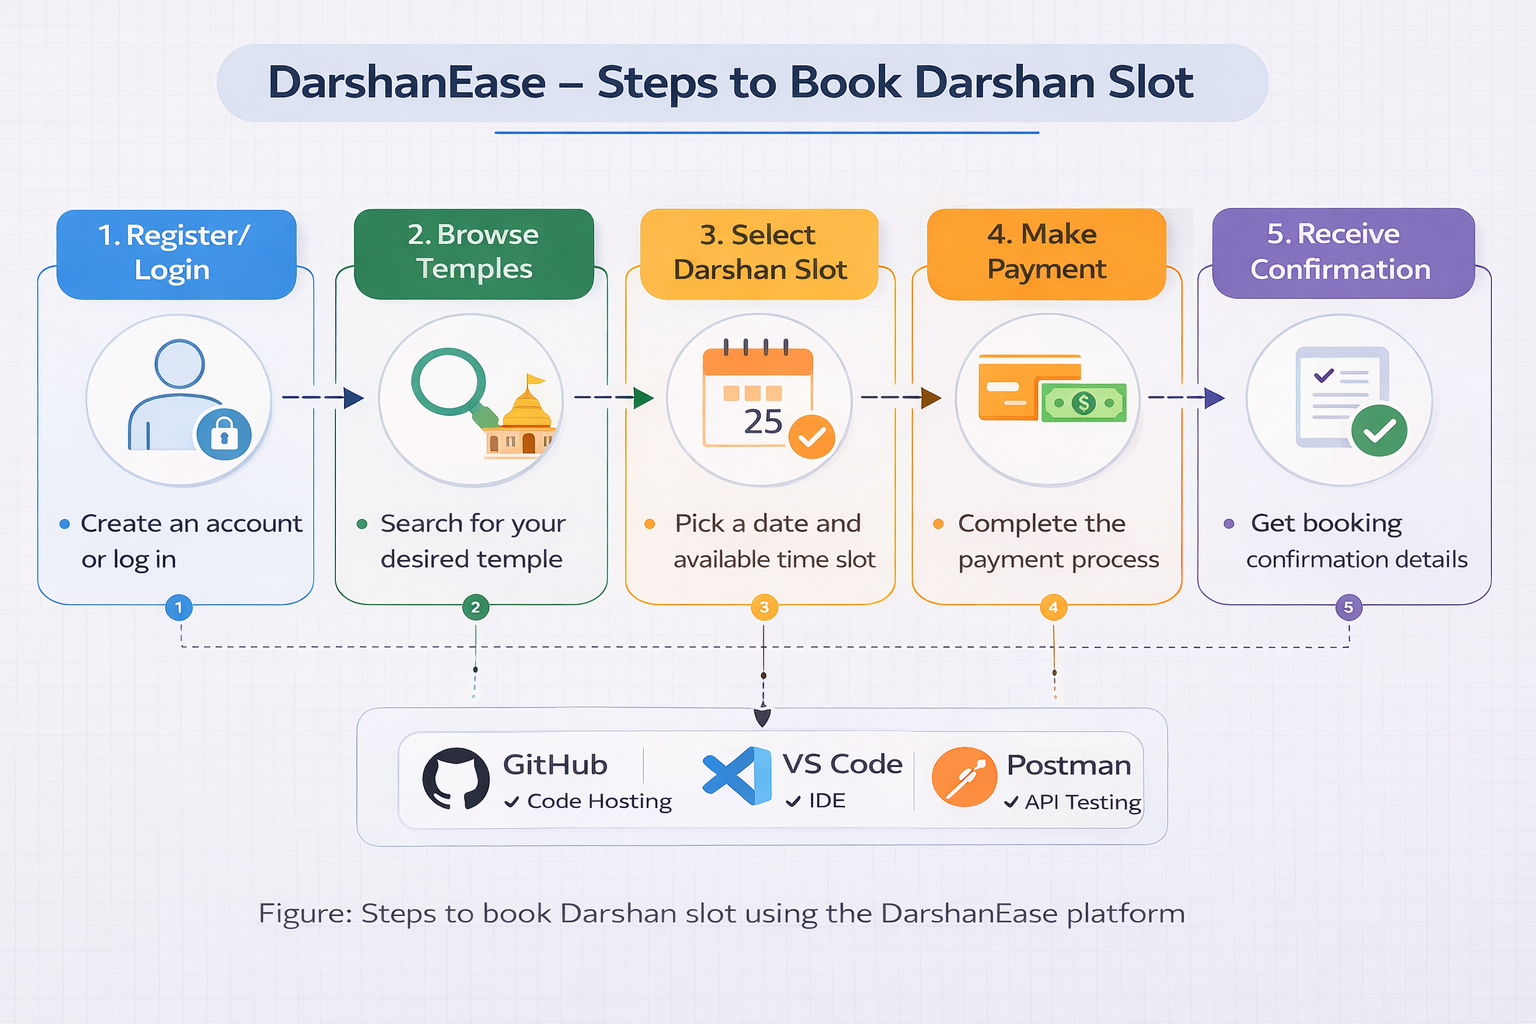 DarshanEase – Steps to Book Darshan Slot
1. Register/
Login
2. Browse
Temples
3. Select
Darshan Slot
4. Make
Payment
5. Receive
Confirmation
25
$
• Create an account
or log in
• Search for your
desired temple
• Pick a date and
available time slot
• Complete the
payment process
• Get booking
confirmation details
1
2
3
4
5
GitHub
✓ Code Hosting
VS Code
✓ IDE
Postman
✓ API Testing
Figure: Steps to book Darshan slot using the DarshanEase platform